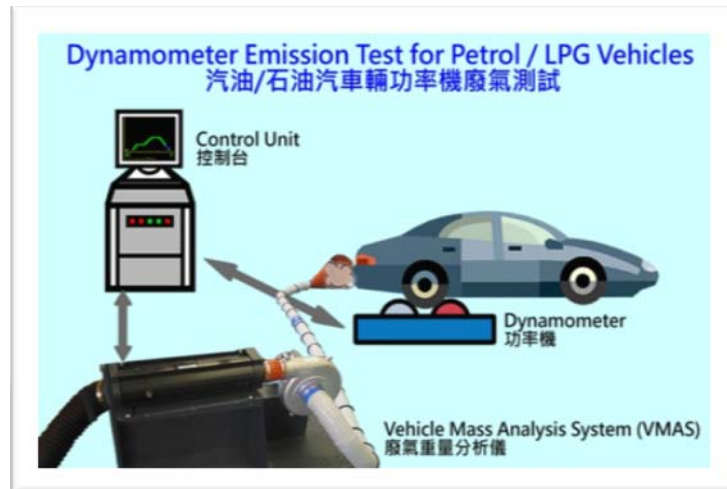 Dynamometer Emission Test for Petrol / LPG Vehicles
汽油/石油汽車輛功率機廢氣測試
Control Unit
控制台
Dynamometer
功率機
Vehicle Mass Analysis System (VMAS)
廢氣重量分析儀